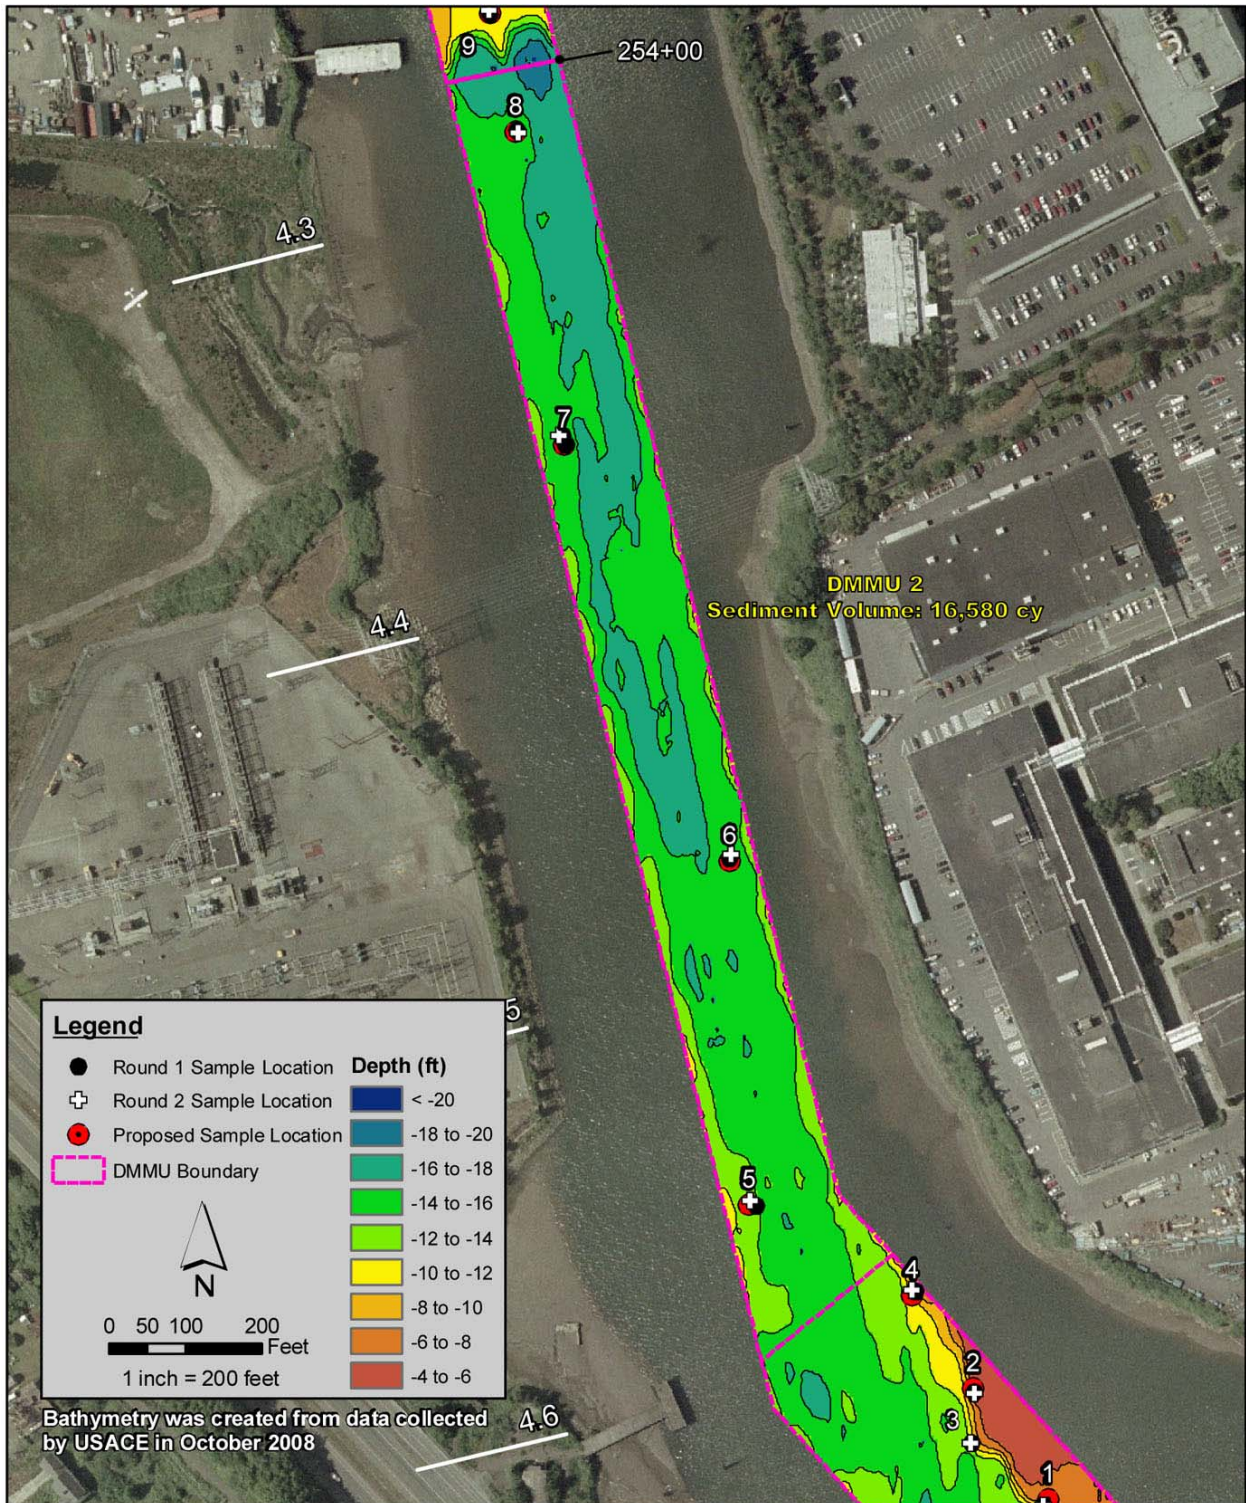 9
254+00
8
4.3
7
DMMU 2
Sediment Volume: 16,580 cy
4.4
6
5
Legend
Round 1 Sample Location
Round 2 Sample Location
Proposed Sample Location
DMMU Boundary
N
0 50 100 200
Feet
1 inch = 200 feet
Depth (ft)
< -20
-18 to -20
-16 to -18
-14 to -16
-12 to -14
-10 to -12
-8 to -10
-6 to -8
-4 to -6
5
4
2
3
1
Bathymetry was created from data collected
by USACE in October 2008
4.6